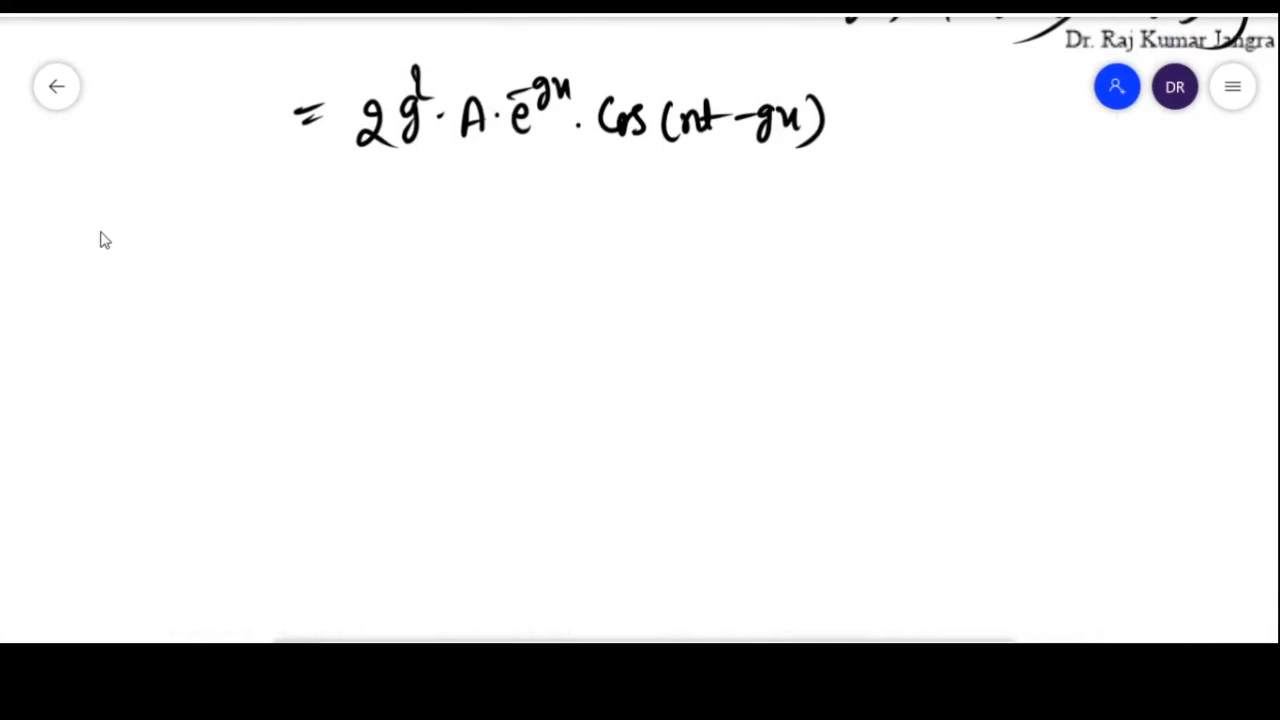 Dr. Raj Kumar Jangra
DR
= 2g². A. e^-gx. Cos (nt-gx)